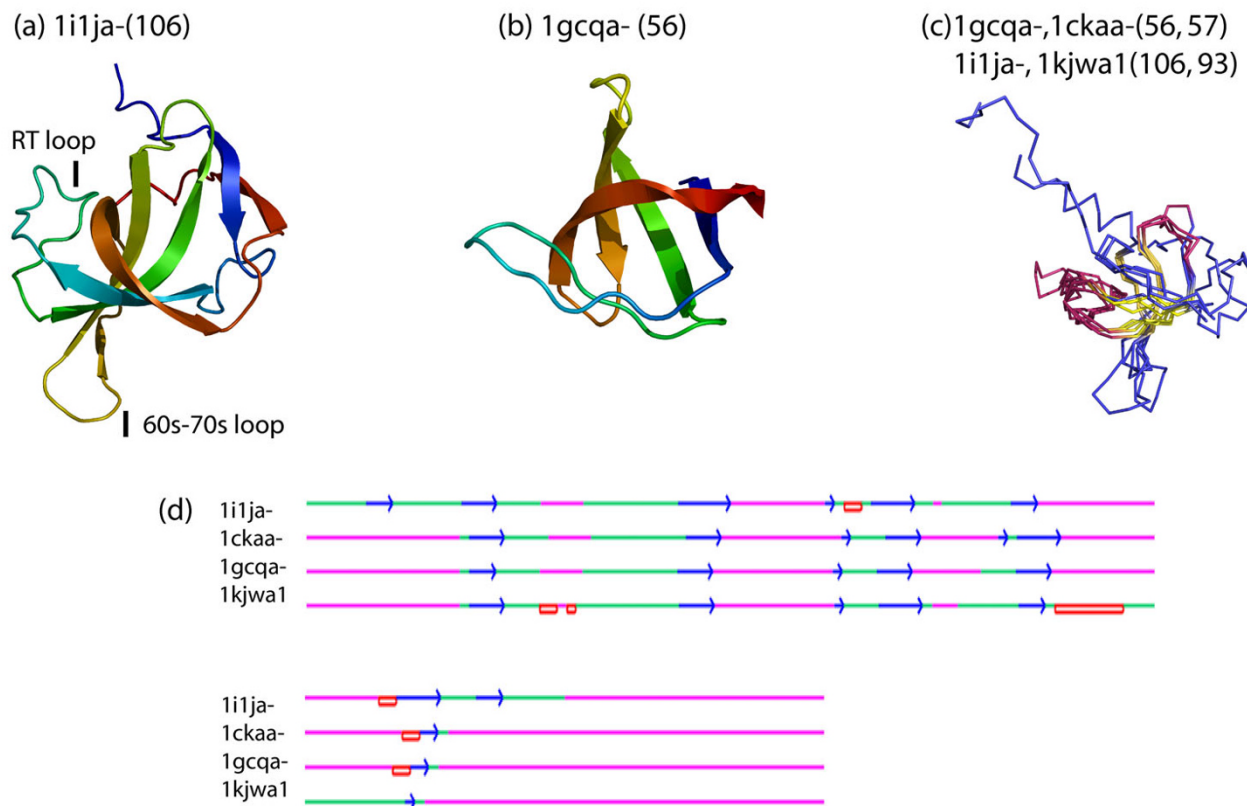 (a) 1i1ja-(106)
(b) 1gcqa- (56)
(c) 1gcqa-,1ckaa-(56, 57)
1i1ja-, 1kjwa1(106, 93)
RT loop
60s-70s loop
(d)
1i1ja-
1ckaa-
1gcqa-
1kjwa1
1i1ja-
1ckaa-
1gcqa-
1kjwa1